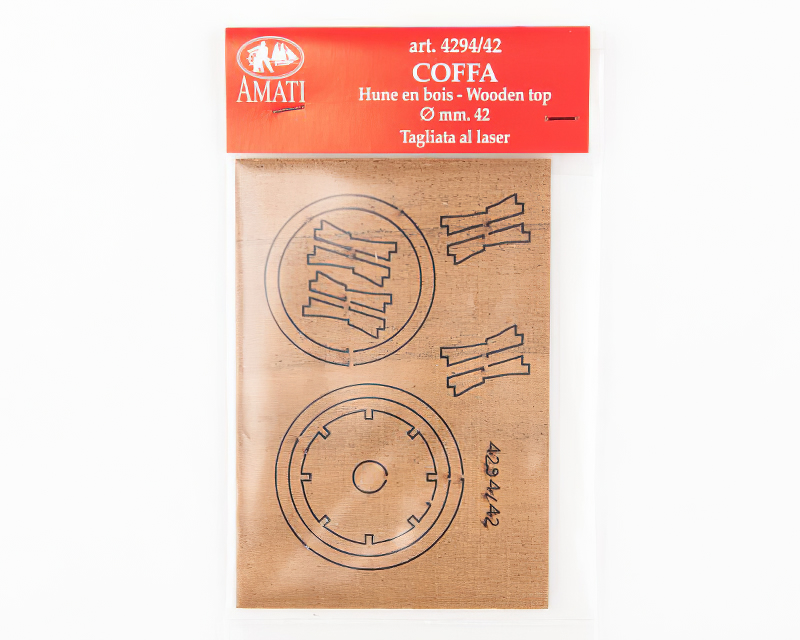 AMATI
art. 4294/42
COFFA
Hune en bois - Wooden top
Ø mm. 42
Tagliata al laser
4294/42